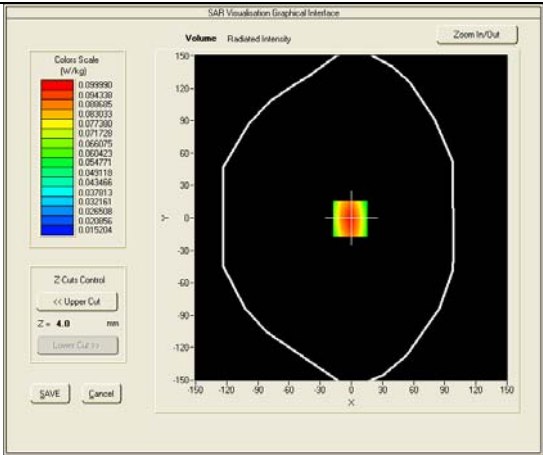 SAR Visualisation Graphical Interface
Volume Radiated Intensity
Zoom In/Out
Colors Scale
(W/kg)
0.099990
0.094338
0.088685
0.083033
0.077380
0.071728
0.066075
0.060423
0.054771
0.049118
0.043466
0.037813
0.032161
0.026508
0.020856
0.015204
Z-Cuts Control
<< Upper Cut
Z = 4.0 mm
Lower Cut >>
SAVE Cancel
150
120
90
60
30
0
-30
-60
-90
-120
-150
Y
-150 -120 -90 -60 -30 0 30 60 90 120 150
X